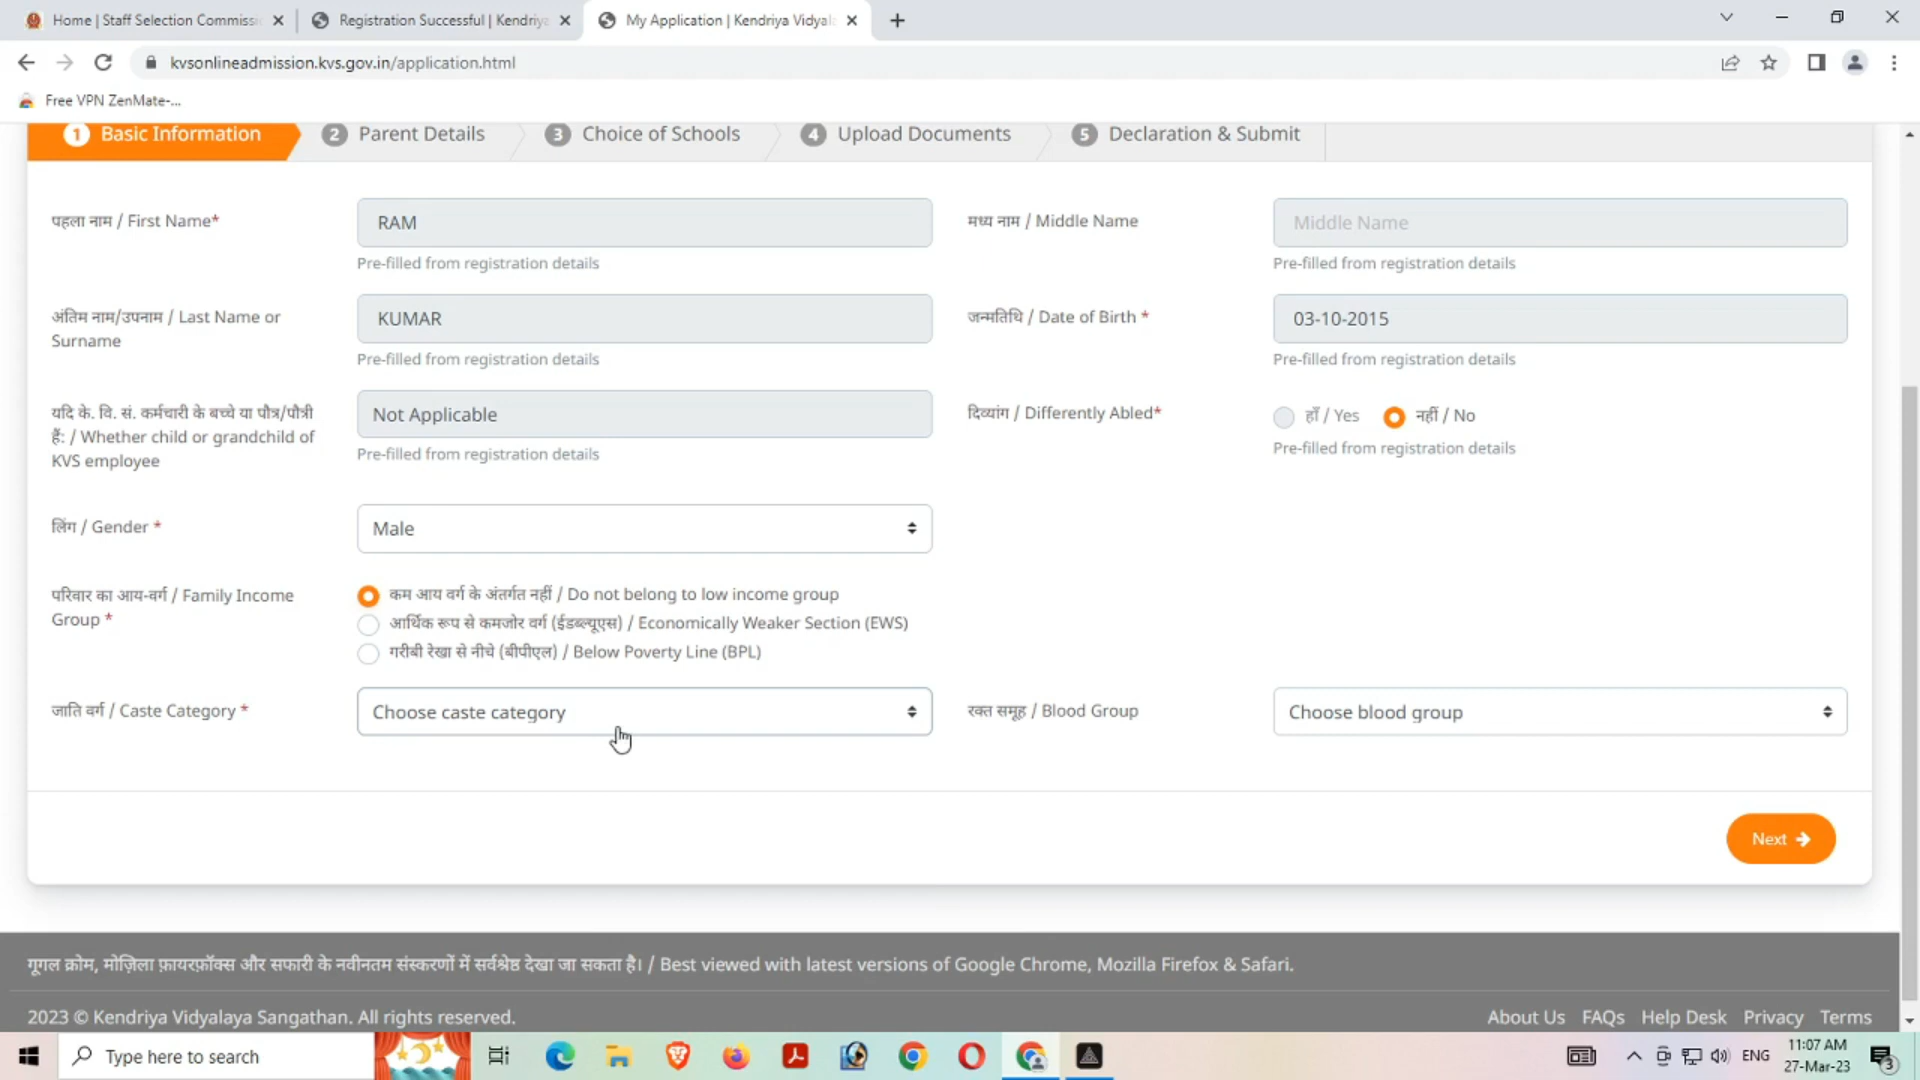 Home | Staff Selection Commissi
Registration Successful | Kendriya
My Application | Kendriya Vidyal
kvsonlineadmission.kvs.gov.in/application.html
Free VPN ZenMate-...
1 Basic Information
2 Parent Details
3 Choice of Schools
4 Upload Documents
5 Declaration & Submit
पहला नाम / First Name*
RAM
Pre-filled from registration details
मध्य नाम / Middle Name
Middle Name
Pre-filled from registration details
अंतिम नाम/उपनाम / Last Name or
Surname
KUMAR
Pre-filled from registration details
जन्मतिथि / Date of Birth *
03-10-2015
Pre-filled from registration details
यदि के. वि. सं. कर्मचारी के बच्चे या पौत्र/पौत्री
हैं: / Whether child or grandchild of
KVS employee
Not Applicable
Pre-filled from registration details
दिव्यांग / Differently Abled*
हाँ / Yes
नहीं / No
Pre-filled from registration details
लिंग / Gender *
Male
परिवार का आय-वर्ग / Family Income
Group *
कम आय वर्ग के अंतर्गत नहीं / Do not belong to low income group
आर्थिक रूप से कमजोर वर्ग (ईडब्ल्यूएस) / Economically Weaker Section (EWS)
गरीबी रेखा से नीचे (बीपीएल) / Below Poverty Line (BPL)
जाति वर्ग / Caste Category *
Choose caste category
रक्त समूह / Blood Group
Choose blood group
Next
गूगल क्रोम, मोज़िला फ़ायरफ़ॉक्स और सफारी के नवीनतम संस्करणों में सर्वश्रेष्ठ देखा जा सकता है। / Best viewed with latest versions of Google Chrome, Mozilla Firefox & Safari.
2023 © Kendriya Vidyalaya Sangathan. All rights reserved.
About Us FAQs Help Desk Privacy Terms
Type here to search
ENG
11:07 AM
27-Mar-23
3